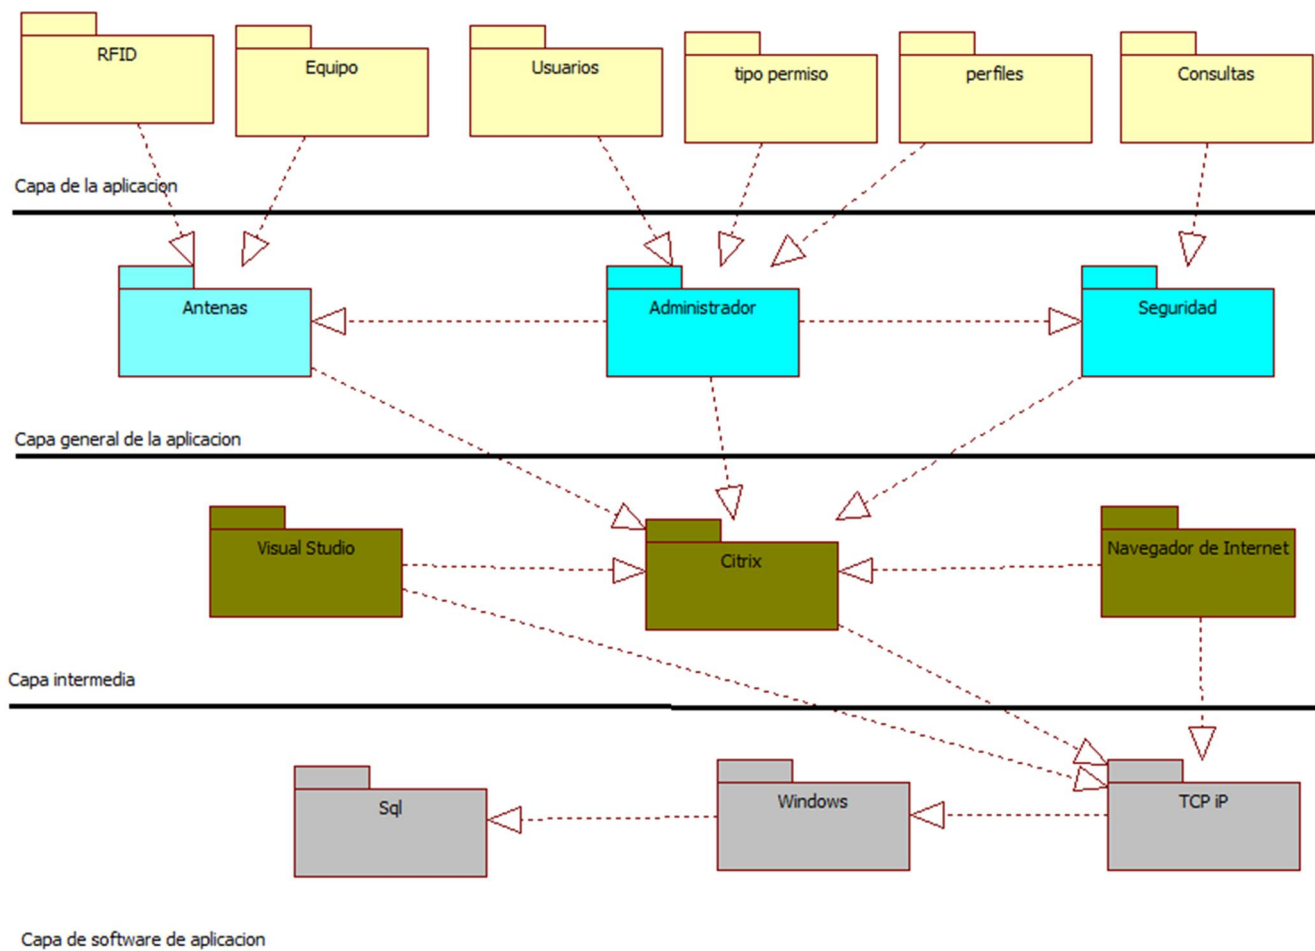 RFID
Equipo
Usuarios
tipo permiso
perfiles
Consultas
Capa de la aplicacion
Antenas
Administrador
Seguridad
Capa general de la aplicacion
Visual Studio
Citrix
Navegador de Internet
Capa intermedia
Sql
Windows
TCP iP
Capa de software de aplicacion